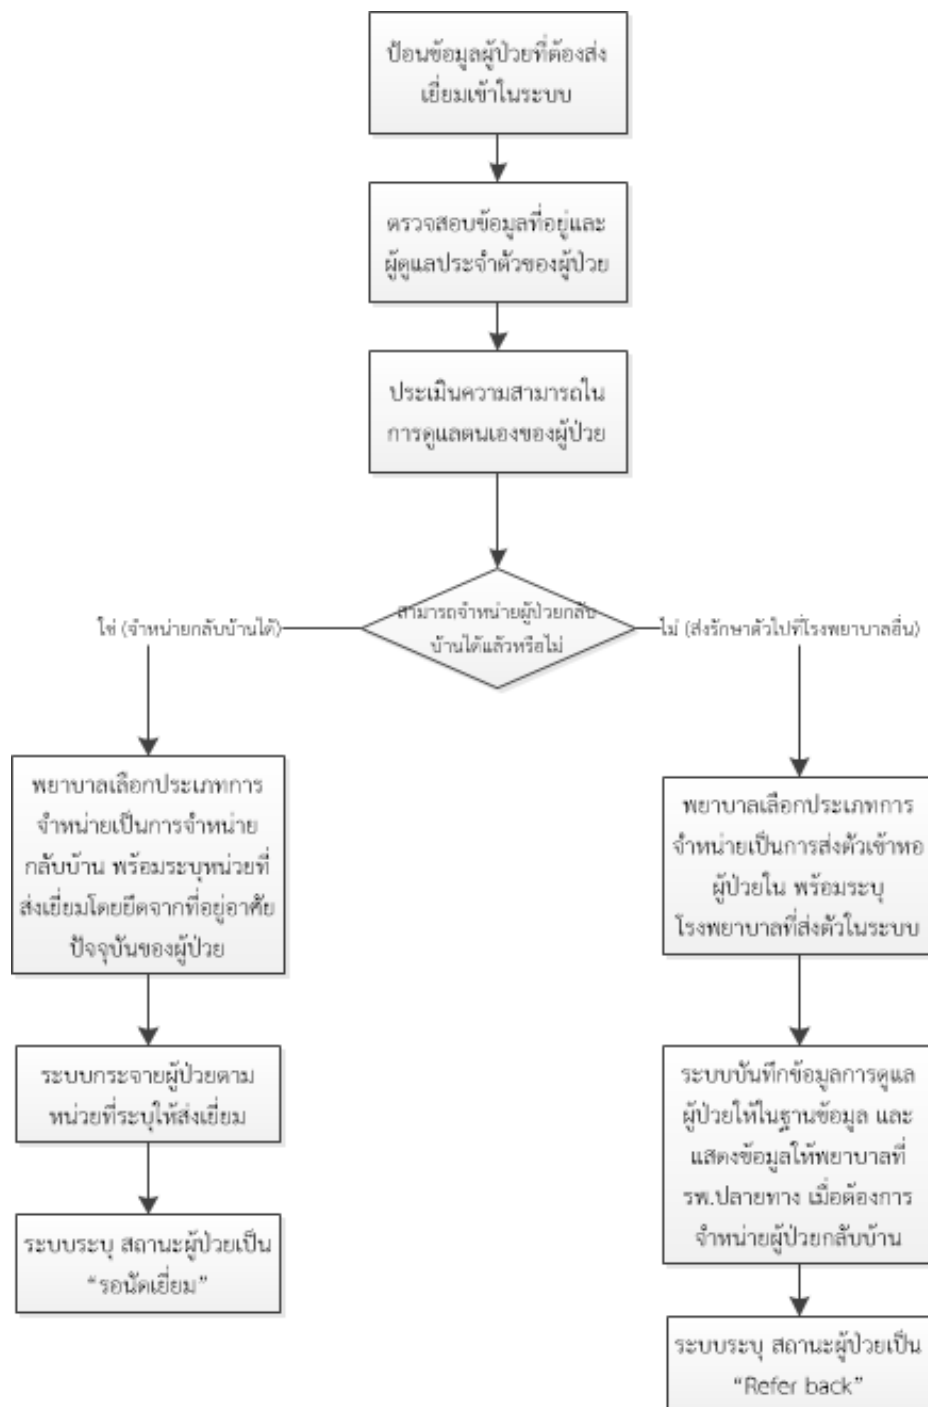 ป้อนข้อมูลผู้ป่วยที่ต้องส่ง
เยี่ยมเข้าในระบบ
ตรวจสอบข้อมูลที่อยู่และ
ผู้ดูแลประจำตัวของผู้ป่วย
ประเมินความสามารถใน
การดูแลตนเองของผู้ป่วย
สามารถจำหน่ายผู้ป่วยกลับ
บ้านได้แล้วหรือไม่
ใช่ (จำหน่ายกลับบ้านได้)
พยาบาลเลือกประเภทการ
จำหน่ายเป็นการจำหน่าย
กลับบ้าน พร้อมระบุหน่วยที่
ส่งเยี่ยมโดยยึดจากที่อยู่อาศัย
ปัจจุบันของผู้ป่วย
ระบบกระจายผู้ป่วยตาม
หน่วยที่ระบุให้ส่งเยี่ยม
ระบบระบุ สถานะผู้ป่วยเป็น
“รอนัดเยี่ยม”
ไม่ (ส่งรักษาตัวไปที่โรงพยาบาลอื่น)
พยาบาลเลือกประเภทการ
จำหน่ายเป็นการส่งตัวเข้าหอ
ผู้ป่วยใน พร้อมระบุ
โรงพยาบาลที่ส่งตัวในระบบ
ระบบบันทึกข้อมูลการดูแล
ผู้ป่วยให้ในฐานข้อมูล และ
แสดงข้อมูลให้พยาบาลที่
รพ.ปลายทาง เมื่อต้องการ
จำหน่ายผู้ป่วยกลับบ้าน
ระบบระบุ สถานะผู้ป่วยเป็น
“Refer back”